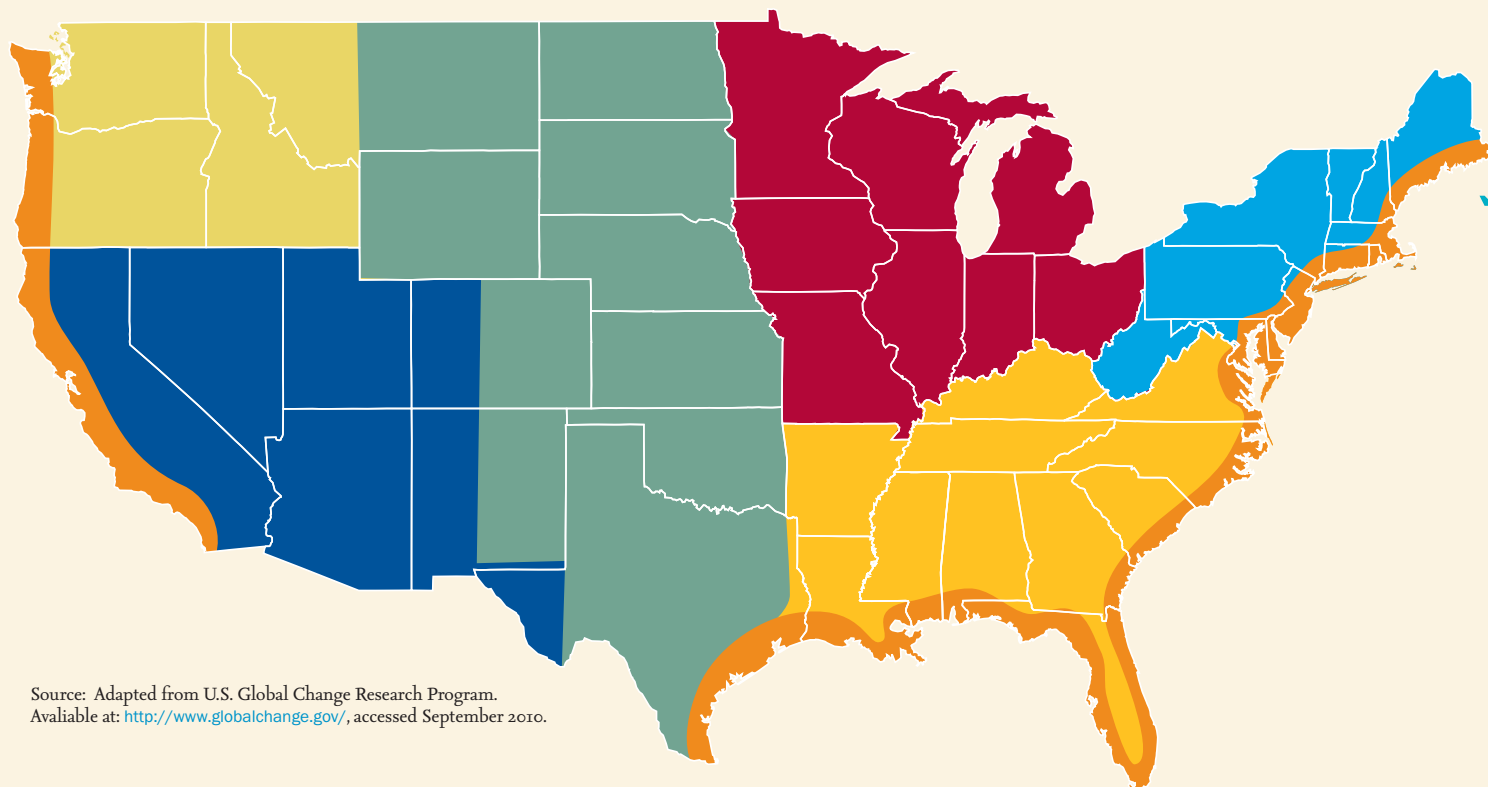 Source: Adapted from U.S. Global Change Research Program.
Avaliable at: http://www.globalchange.gov/, accessed September 2010.